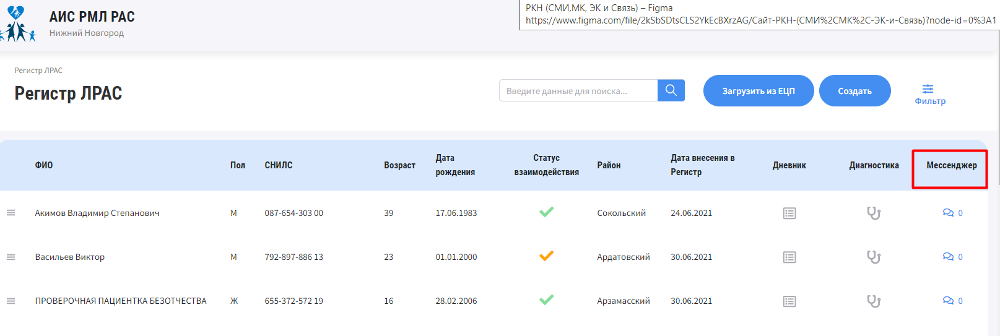 РКН (СМИ,МК, ЭК и Связь) – Figma
https://www.figma.com/file/2kSbSDtsCLS2YkEcBXrzAG/Сайт-РКН-(СМИ%2СМК%2С-ЭК-и-Связь)?node-id=0%3A1
АИС РМЛ РАС
Нижний Новгород
Регистр ЛРАС
Регистр ЛРАС
Введите данные для поиска...
Загрузить из ЕЦП
Создать
Фильтр
ФИО Пол СНИЛС Возраст Дата рождения Статус взаимодействия Район Дата внесения в Регистр Дневник Диагностика Мессенджер
Акимов Владимир Степанович М 087-654-303 00 39 17.06.1983 Сокольский 24.06.2021 0
Васильев Виктор М 792-897-886 13 23 01.01.2000 Ардатовский 30.06.2021 0
ПРОВЕРОЧНАЯ ПАЦИЕНТКА БЕЗОТЧЕСТВА Ж 655-372-572 19 16 28.02.2006 Арзамасский 30.06.2021 0